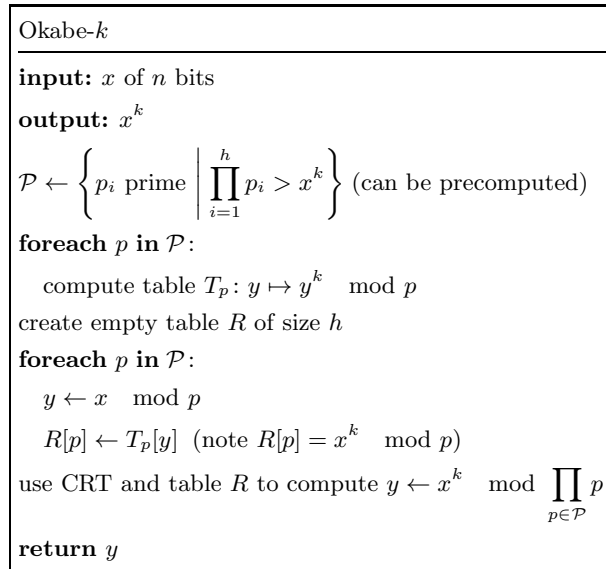 Okabe-k
input: x of n bits
output: x^k
𝒫 ← { p_i prime | ∏_{i=1}^{h} p_i > x^k } (can be precomputed)
foreach p in 𝒫:
compute table T_p: y ↦ y^k mod p
create empty table R of size h
foreach p in 𝒫:
y ← x mod p
R[p] ← T_p[y] (note R[p] = x^k mod p)
use CRT and table R to compute y ← x^k mod ∏_{p∈𝒫} p
return y